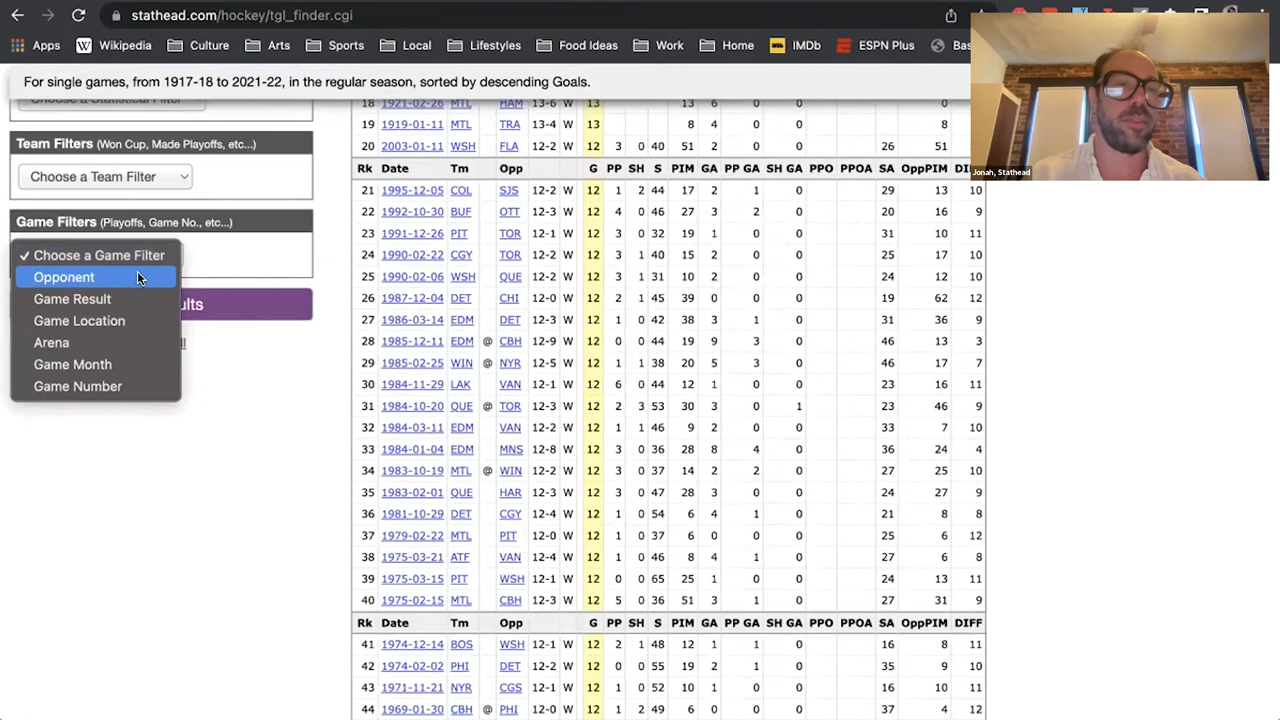 stathead.com/hockey/tgl_finder.cgi
Apps Wikipedia Culture Arts Sports Local Lifestyles Food Ideas Work Home IMDb ESPN Plus Bas
For single games, from 1917-18 to 2021-22, in the regular season, sorted by descending Goals.
Choose a Statistical Filter
Team Filters (Won Cup, Made Playoffs, etc...)
Choose a Team Filter
Game Filters (Playoffs, Game No., etc...)
✓ Choose a Game Filter
Opponent
Game Result
Game Location
Arena
Game Month
Game Number
ults
ll
18 1921-02-26 MTL HAM 13-6 W 13 13 6 0 0 0
19 1919-01-11 MTL TRA 13-4 W 13 8 4 8
20 2003-01-11 WSH FLA 12-2 W 12 3 0 40 51 2 0 0 26 51
Rk Date Tm Opp G PP SH S PIM GA PP GA SH GA PPO PPOA SA OppPIM DIFF
21 1995-12-05 COL SJS 12-2 W 12 1 2 44 17 2 1 0 29 13 10
22 1992-10-30 BUF OTT 12-3 W 12 4 0 46 27 3 2 0 20 16 9
23 1991-12-26 PIT TOR 12-1 W 12 3 0 32 19 1 0 0 31 10 11
24 1990-02-22 CGY TOR 12-2 W 12 3 1 40 15 2 0 0 25 17 10
25 1990-02-06 WSH QUE 12-2 W 12 3 1 31 10 2 0 0 24 12 10
26 1987-12-04 DET CHI 12-0 W 12 2 1 45 39 0 0 0 19 62 12
27 1986-03-14 EDM DET 12-3 W 12 1 0 42 38 3 1 0 31 36 9
28 1985-12-11 EDM @ CBH 12-9 W 12 0 0 44 19 9 3 0 46 13 3
29 1985-02-25 WIN @ NYR 12-5 W 12 1 1 38 20 5 3 0 46 17 7
30 1984-11-29 LAK VAN 12-1 W 12 6 0 44 12 1 0 0 23 16 11
31 1984-10-20 QUE @ TOR 12-3 W 12 2 3 53 30 3 0 1 23 46 9
32 1984-03-11 EDM VAN 12-2 W 12 1 1 46 9 2 0 0 33 7 10
33 1984-01-04 EDM MNS 12-8 W 12 3 0 36 28 8 4 0 36 24 4
34 1983-10-19 MTL @ WIN 12-2 W 12 3 0 37 14 2 2 0 27 25 10
35 1983-02-01 QUE HAR 12-3 W 12 3 0 47 28 3 0 0 24 27 9
36 1981-10-29 DET CGY 12-4 W 12 1 0 54 6 4 1 0 21 8 8
37 1979-02-22 MTL PIT 12-0 W 12 1 0 37 6 0 0 0 25 6 12
38 1975-03-21 ATF VAN 12-4 W 12 1 0 46 8 4 1 0 27 6 8
39 1975-03-15 PIT WSH 12-1 W 12 0 0 65 25 1 0 0 24 13 11
40 1975-02-15 MTL CBH 12-3 W 12 5 0 36 51 3 1 0 27 31 9
Rk Date Tm Opp G PP SH S PIM GA PP GA SH GA PPO PPOA SA OppPIM DIFF
41 1974-12-14 BOS WSH 12-1 W 12 2 1 48 12 1 1 0 16 8 11
42 1974-02-02 PHI DET 12-2 W 12 0 0 55 19 2 1 0 35 9 10
43 1971-11-21 NYR CGS 12-1 W 12 1 0 52 10 1 0 0 16 10 11
44 1969-01-30 CBH @ PHI 12-0 W 12 1 2 49 6 0 0 0 37 4 12
Jonah, Stathead